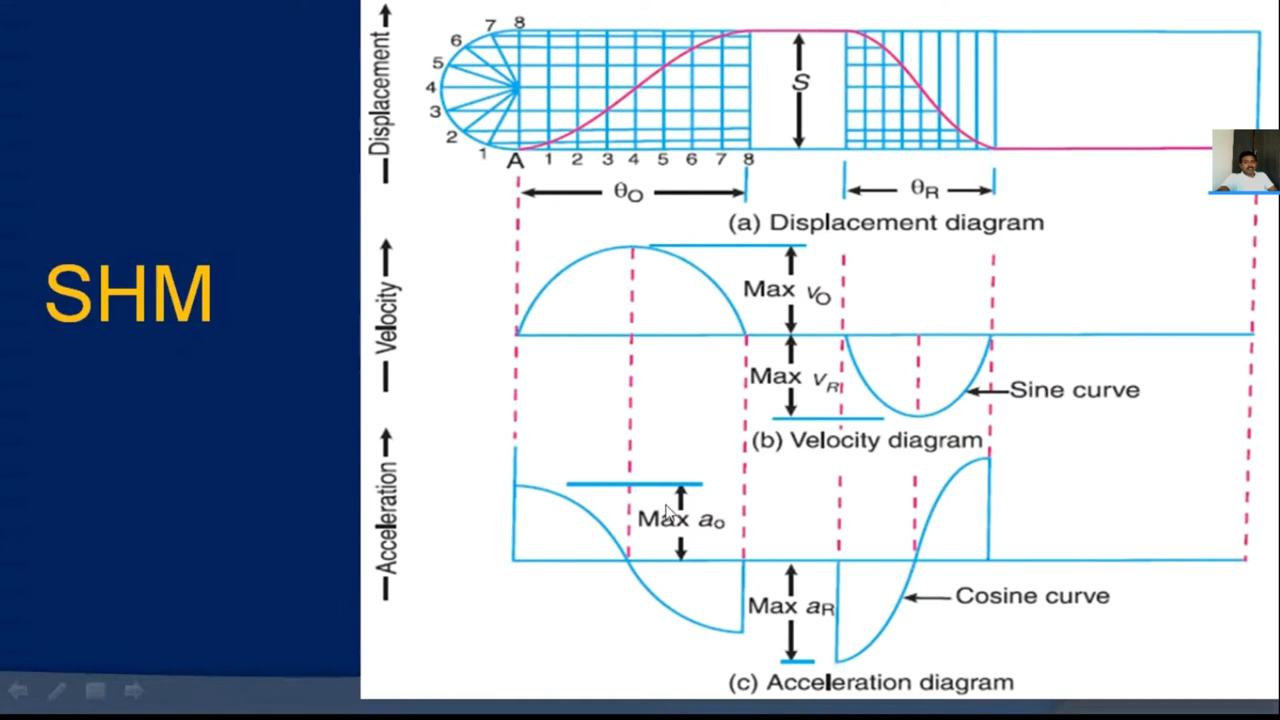 SHM
Displacement
7 8
6
5
4
3
2
1
A 1 2 3 4 5 6 7 8
S
θO
θR
(a) Displacement diagram
Velocity
Max vO
Max vR
Sine curve
(b) Velocity diagram
Acceleration
Max ao
Max aR
Cosine curve
(c) Acceleration diagram